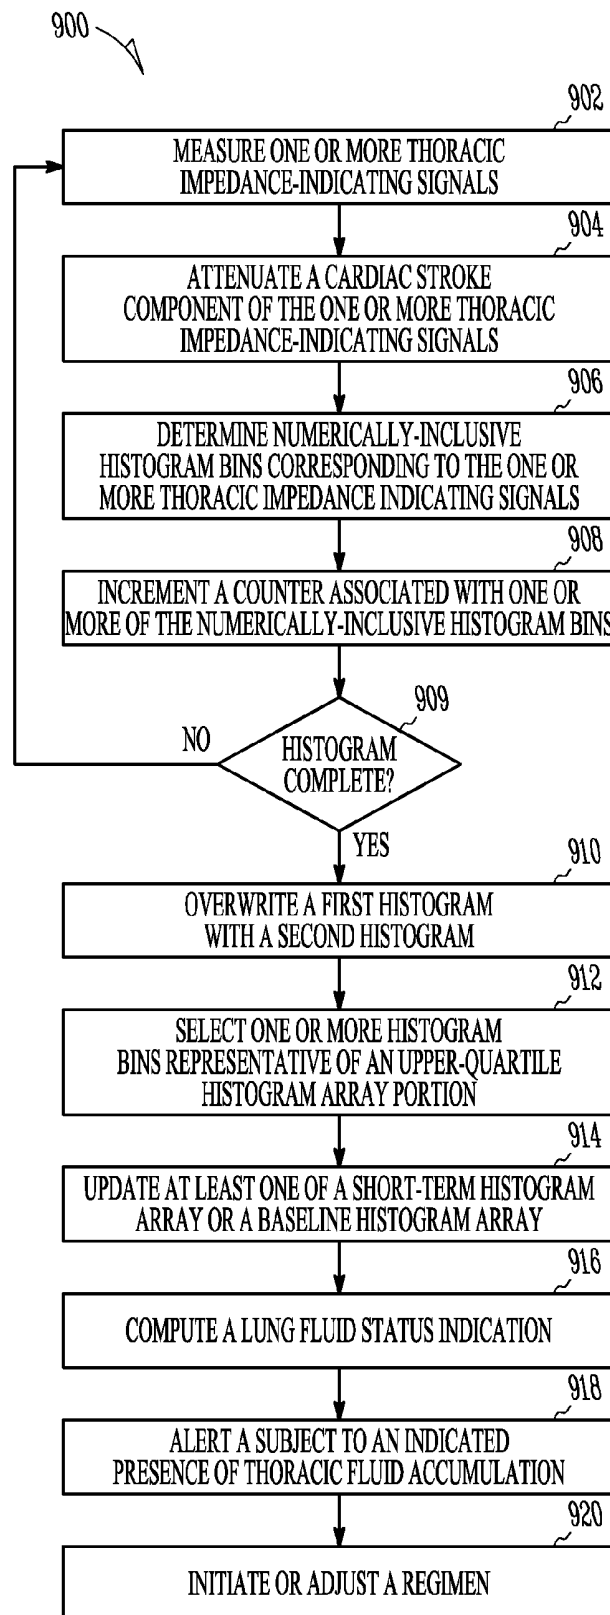 900
902
MEASURE ONE OR MORE THORACIC
IMPEDANCE-INDICATING SIGNALS
904
ATTENUATE A CARDIAC STROKE
COMPONENT OF THE ONE OR MORE THORACIC
IMPEDANCE-INDICATING SIGNALS
906
DETERMINE NUMERICALLY-INCLUSIVE
HISTOGRAM BINS CORRESPONDING TO THE ONE OR
MORE THORACIC IMPEDANCE INDICATING SIGNALS
908
INCREMENT A COUNTER ASSOCIATED WITH ONE OR
MORE OF THE NUMERICALLY-INCLUSIVE HISTOGRAM BINS
909
NO
HISTOGRAM
COMPLETE?
YES
910
OVERWRITE A FIRST HISTOGRAM
WITH A SECOND HISTOGRAM
912
SELECT ONE OR MORE HISTOGRAM
BINS REPRESENTATIVE OF AN UPPER-QUARTILE
HISTOGRAM ARRAY PORTION
914
UPDATE AT LEAST ONE OF A SHORT-TERM HISTOGRAM
ARRAY OR A BASELINE HISTOGRAM ARRAY
916
COMPUTE A LUNG FLUID STATUS INDICATION
918
ALERT A SUBJECT TO AN INDICATED
PRESENCE OF THORACIC FLUID ACCUMULATION
920
INITIATE OR ADJUST A REGIMEN